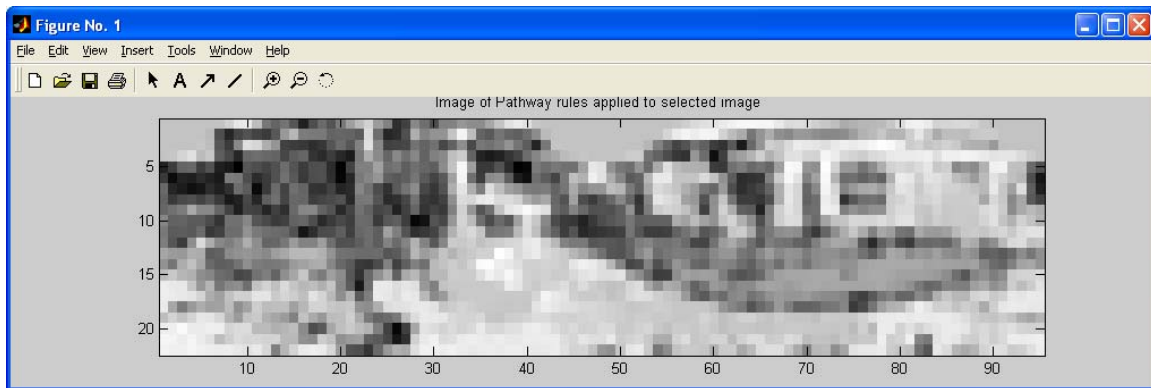 Figure No. 1
File Edit View Insert Tools Window Help
A
Image of Pathway rules applied to selected image
5
10
15
20
10 20 30 40 50 60 70 80 90